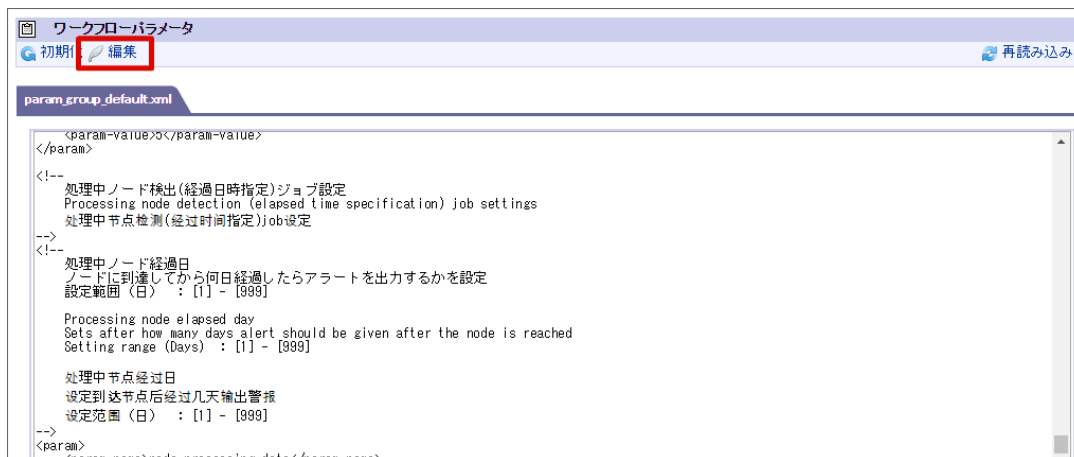 ワークフローパラメータ
初期化 編集 再読み込み
param_group_default.xml
<param-value>5</param-value>
</param>
<!--
処理中ノード検出(経過日時指定)ジョブ設定
Processing node detection (elapsed time specification) job settings
处理中节点检测(经过时间指定)job设定
-->
<!--
処理中ノード経過日
ノードに到達してから何日経過したらアラートを出力するかを設定
設定範囲（日） : [1] - [999]
Processing node elapsed day
Sets after how many days alert should be given after the node is reached
Setting range (Days) : [1] - [999]
处理中节点经过日
设定到达节点后经过几天输出警报
设定范围（日） : [1] - [999]
-->
<param>